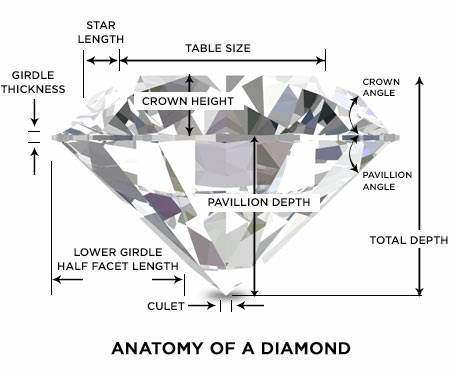 STAR
LENGTH
TABLE SIZE
GIRDLE
THICKNESS
CROWN HEIGHT
CROWN
ANGLE
PAVILLION
ANGLE
PAVILLION DEPTH
TOTAL DEPTH
LOWER GIRDLE
HALF FACET LENGTH
CULET
ANATOMY OF A DIAMOND